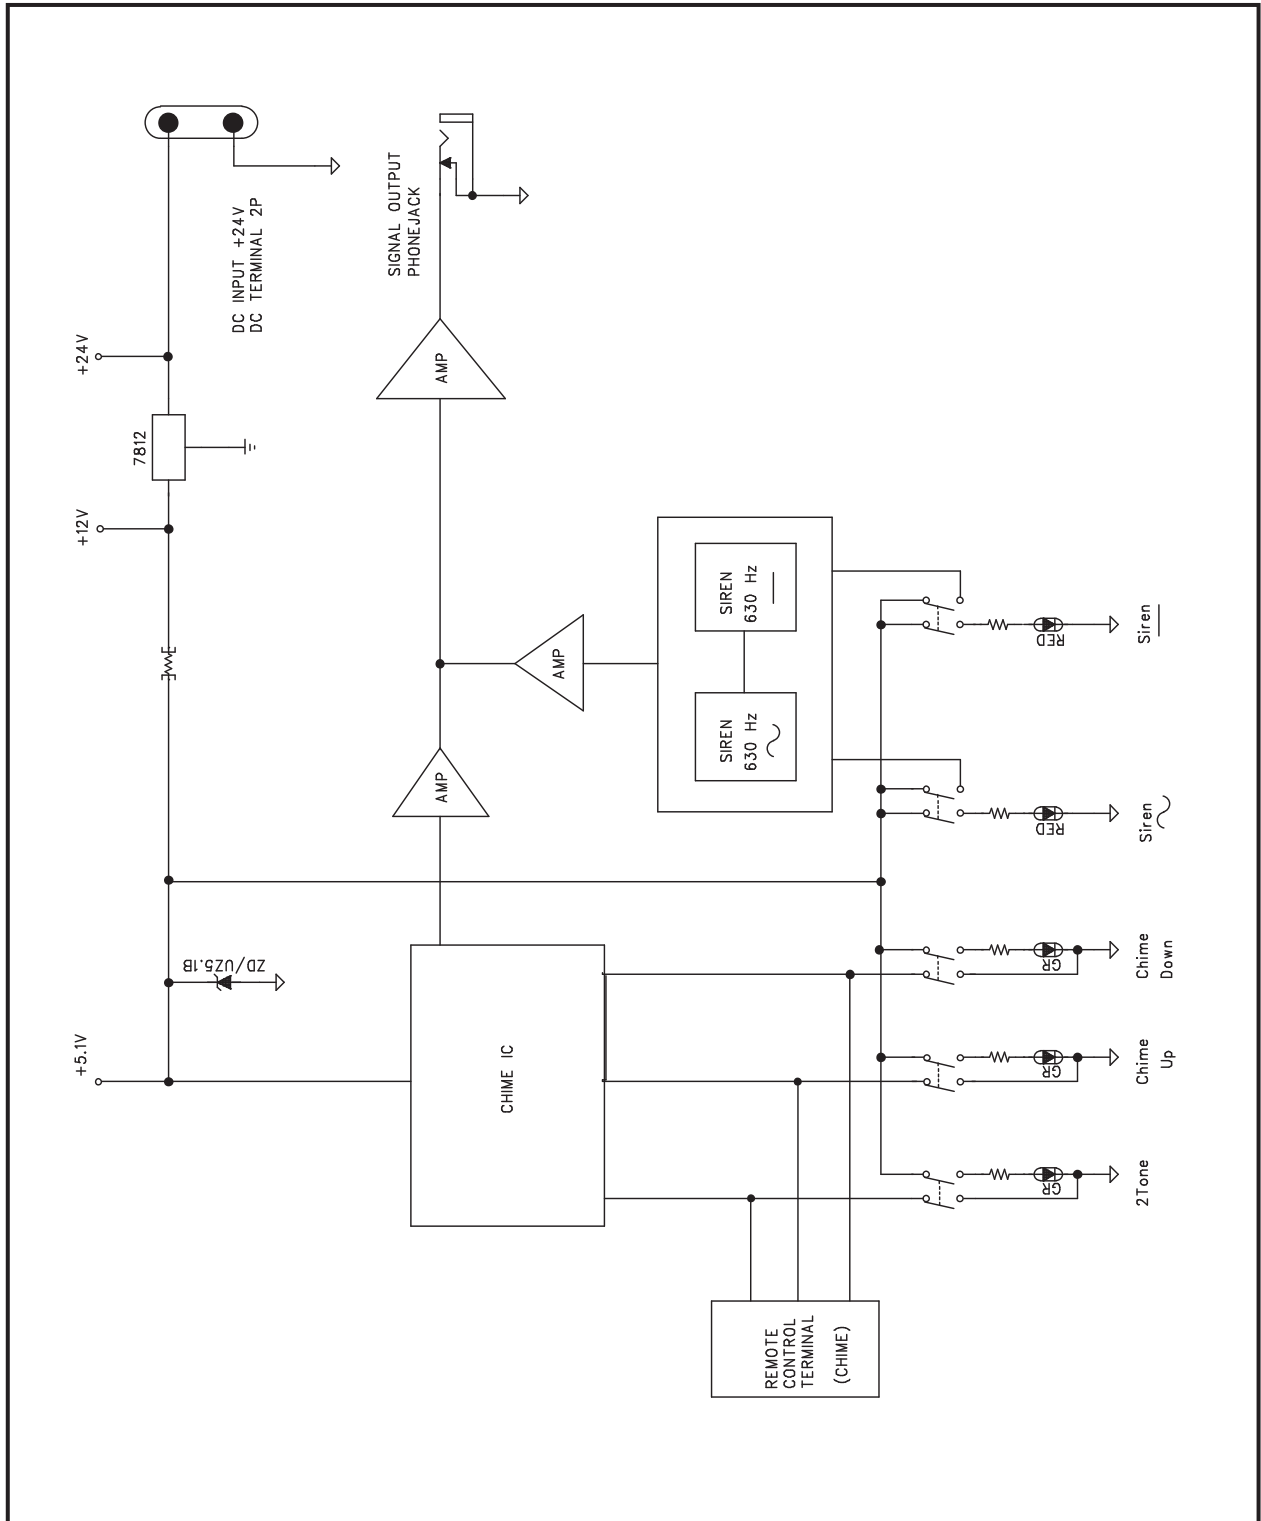 +24V
DC INPUT +24V
DC TERMINAL 2P
SIGNAL OUTPUT
PHONEJACK
7812
+12V
AMP
AMP
AMP
SIREN
630 Hz
SIREN
630 Hz
RED
Siren
RED
Siren
ZD/UZ5.1B
+5.1V
CHIME IC
GR
Chime
Down
GR
Chime
Up
GR
2Tone
REMOTE
CONTROL
TERMINAL
(CHIME)